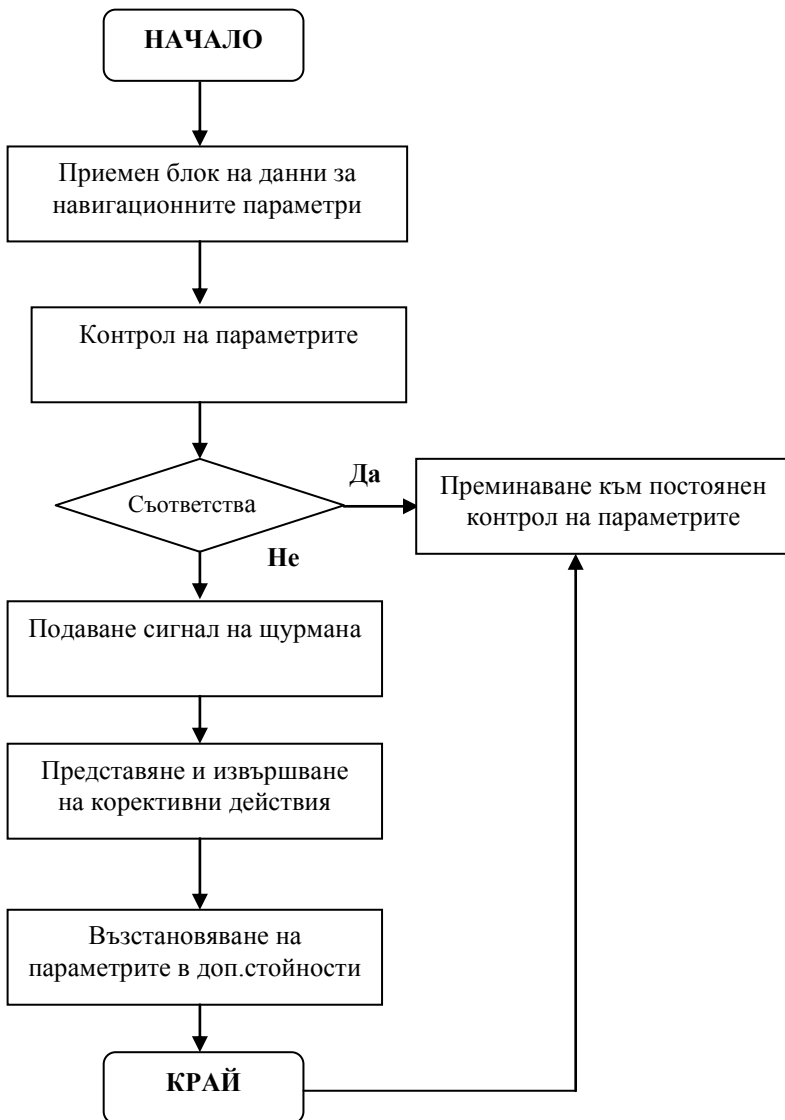 НАЧАЛО
Приемен блок на данни за
навигационните параметри
Контрол на параметрите
Съответства
Да
Преминаване към постоянен
контрол на параметрите
Не
Подаване сигнал на щурмана
Представяне и извършване
на корективни действия
Възстановяване на
параметрите в доп.стойности
КРАЙ